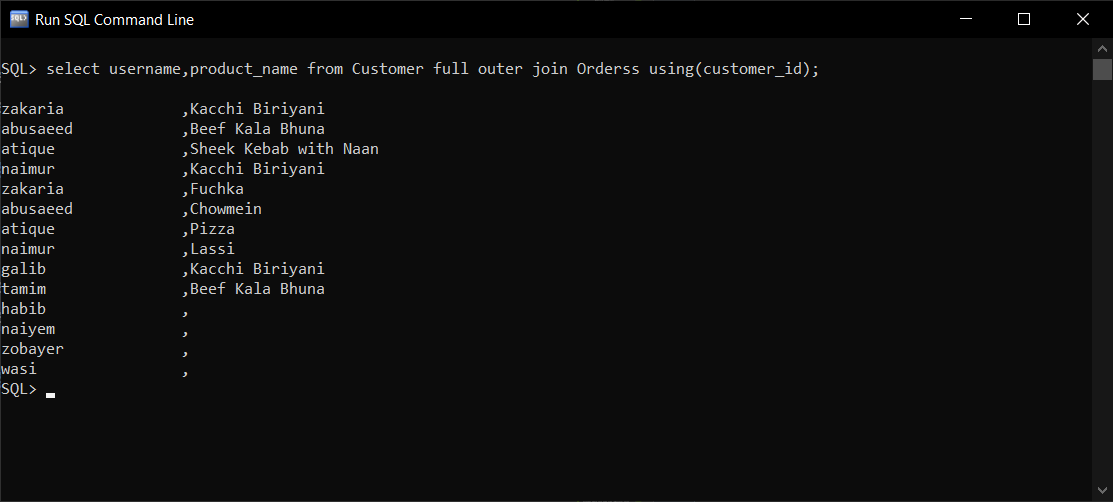 Run SQL Command Line
SQL> select username,product_name from Customer full outer join Orderss using(customer_id);
zakaria             ,Kacchi Biriyani
abusaeed            ,Beef Kala Bhuna
atique              ,Sheek Kebab with Naan
naimur              ,Kacchi Biriyani
zakaria             ,Fuchka
abusaeed            ,Chowmein
atique              ,Pizza
naimur              ,Lassi
galib               ,Kacchi Biriyani
tamim               ,Beef Kala Bhuna
habib               ,
naiyem              ,
zobayer             ,
wasi                ,
SQL>